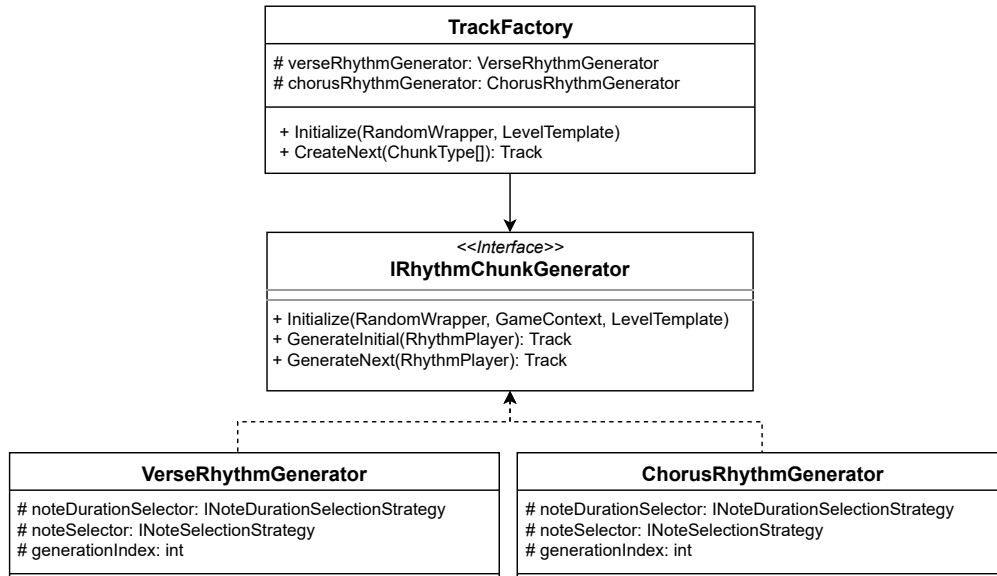 TrackFactory
# verseRhythmGenerator: VerseRhythmGenerator
# chorusRhythmGenerator: ChorusRhythmGenerator
+ Initialize(RandomWrapper, LevelTemplate)
+ CreateNext(ChunkType[]): Track
<<Interface>>
IRhythmChunkGenerator
+ Initialize(RandomWrapper, GameContext, LevelTemplate)
+ GenerateInitial(RhythmPlayer): Track
+ GenerateNext(RhythmPlayer): Track
VerseRhythmGenerator
# noteDurationSelector: INoteDurationSelectionStrategy
# noteSelector: INoteSelectionStrategy
# generationIndex: int
ChorusRhythmGenerator
# noteDurationSelector: INoteDurationSelectionStrategy
# noteSelector: INoteSelectionStrategy
# generationIndex: int